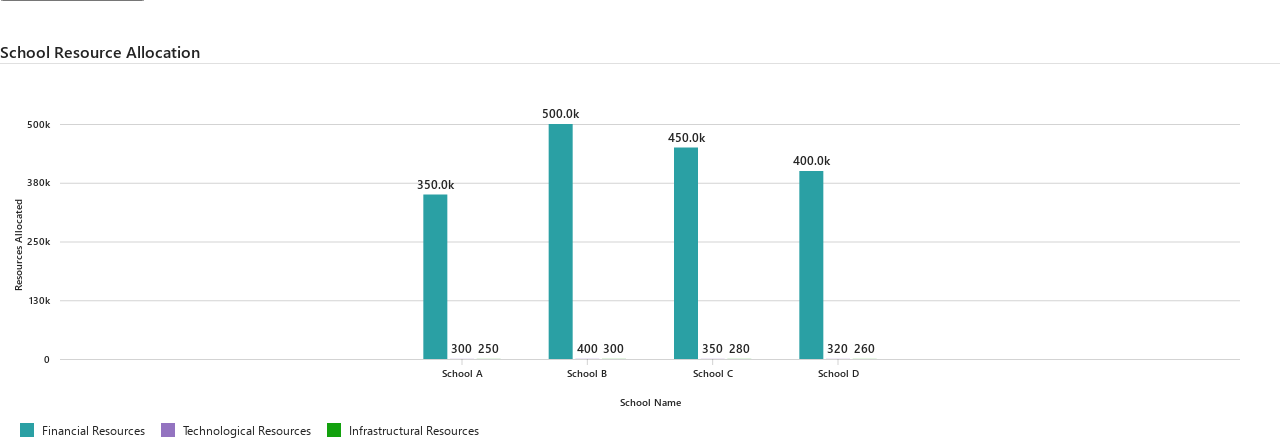 School Resource Allocation
500.0k
450.0k
400.0k
350.0k
500k
380k
250k
130k
0
Resources Allocated
300 250 400 300 350 280 320 260
School A School B School C School D
School Name
Financial Resources Technological Resources Infrastructural Resources